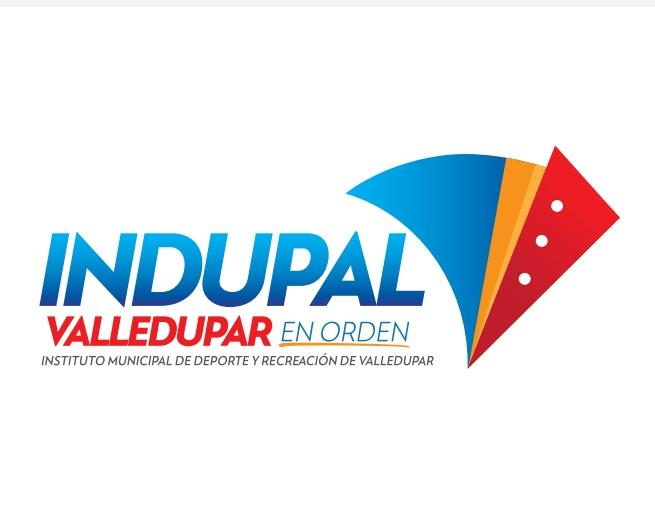 INDUPAL
VALLEDUPAR EN ORDEN
INSTITUTO MUNICIPAL DE DEPORTE Y RECREACIÓN DE VALLEDUPAR